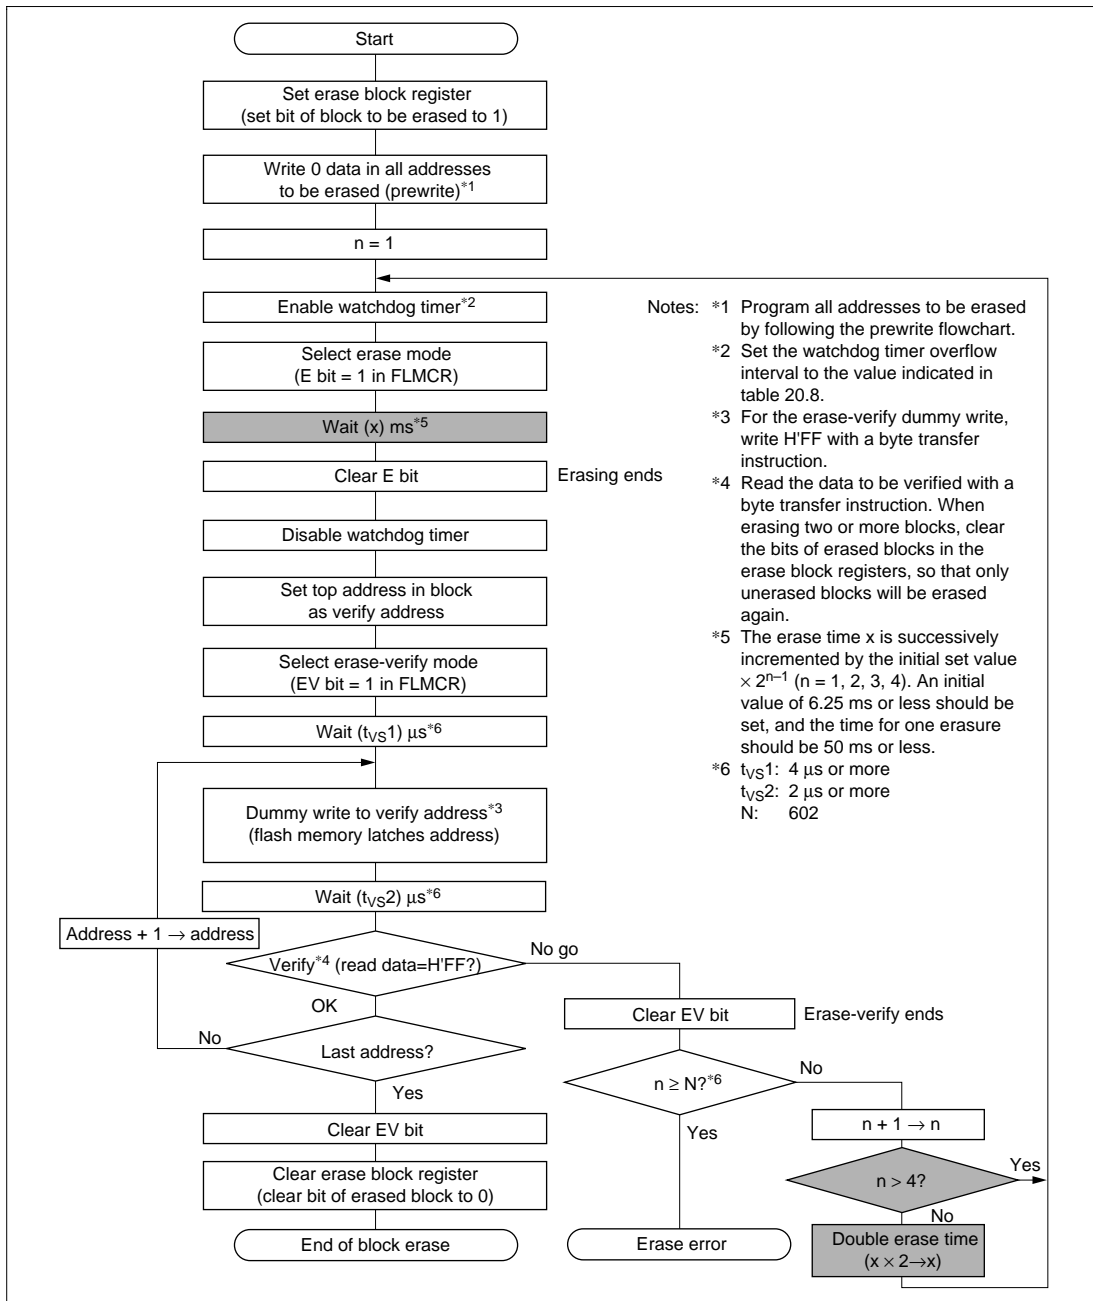 Start
Set erase block register
(set bit of block to be erased to 1)
Write 0 data in all addresses
to be erased (prewrite)*1
n = 1
Enable watchdog timer*2
Select erase mode
(E bit = 1 in FLMCR)
Wait (x) ms*5
Clear E bit
Erasing ends
Disable watchdog timer
Set top address in block
as verify address
Select erase-verify mode
(EV bit = 1 in FLMCR)
Wait (tVS1) μs*6
Dummy write to verify address*3
(flash memory latches address)
Wait (tVS2) μs*6
Address + 1 → address
Verify*4 (read data=H'FF?)
No go
OK
Last address?
No
Yes
Clear EV bit
Clear erase block register
(clear bit of erased block to 0)
End of block erase
Clear EV bit
Erase-verify ends
n ≥ N?*6
No
Yes
Erase error
n + 1 → n
n > 4?
Yes
No
Double erase time
(x × 2→x)
Notes: *1 Program all addresses to be erased
by following the prewrite flowchart.
*2 Set the watchdog timer overflow
interval to the value indicated in
table 20.8.
*3 For the erase-verify dummy write,
write H'FF with a byte transfer
instruction.
*4 Read the data to be verified with a
byte transfer instruction. When
erasing two or more blocks, clear
the bits of erased blocks in the
erase block registers, so that only
unerased blocks will be erased
again.
*5 The erase time x is successively
incremented by the initial set value
× 2n–1 (n = 1, 2, 3, 4). An initial
value of 6.25 ms or less should be
set, and the time for one erasure
should be 50 ms or less.
*6 tVS1: 4 μs or more
tVS2: 2 μs or more
N: 602